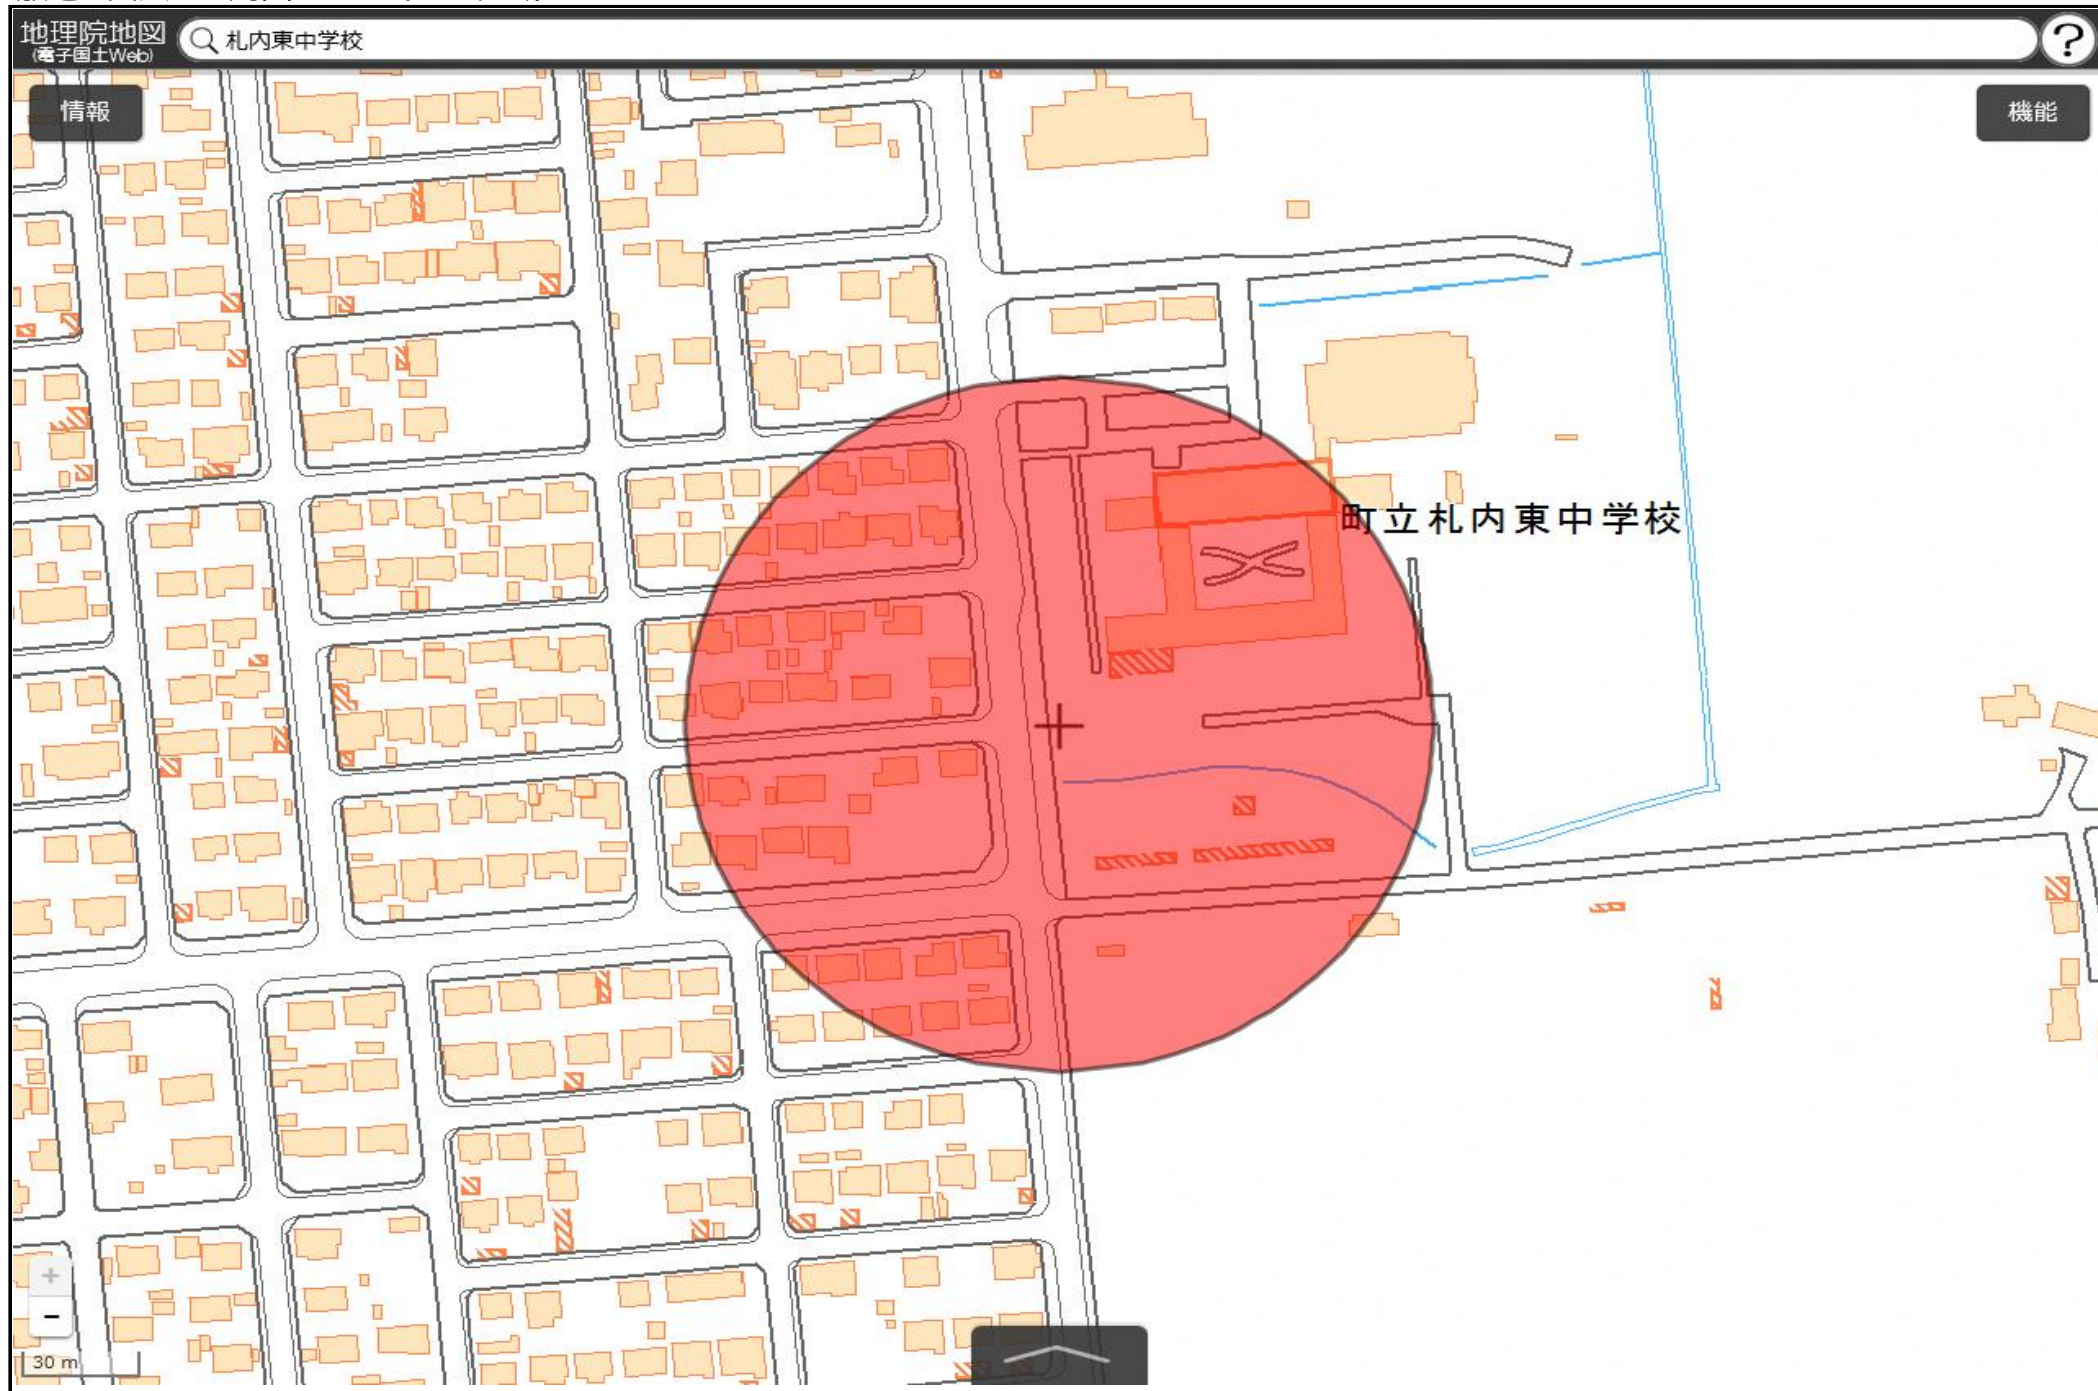 地理院地図
(電子国土Web)
札内東中学校
?
情報
機能
町立札内東中学校
+
-
30 m